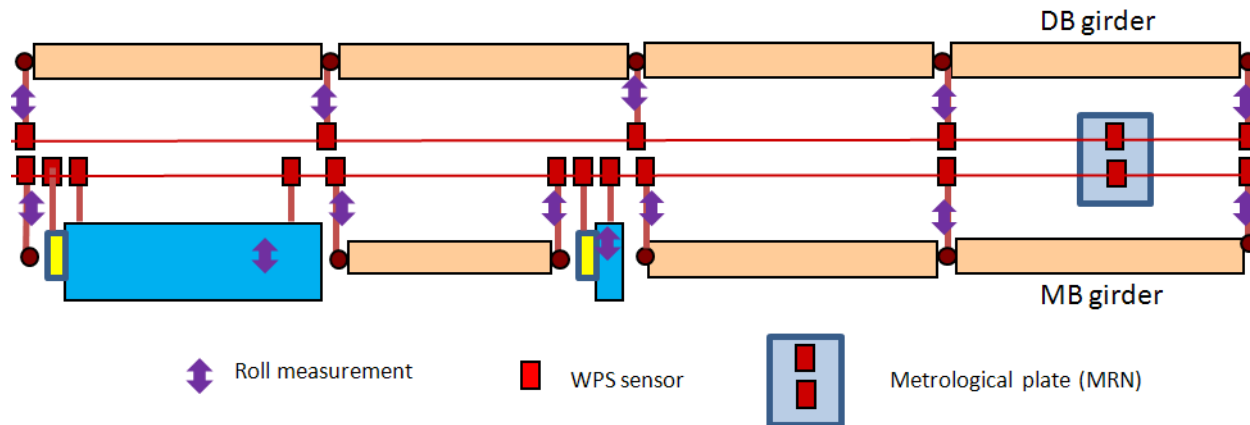 DB girder
MB girder
Roll measurement
WPS sensor
Metrological plate (MRN)